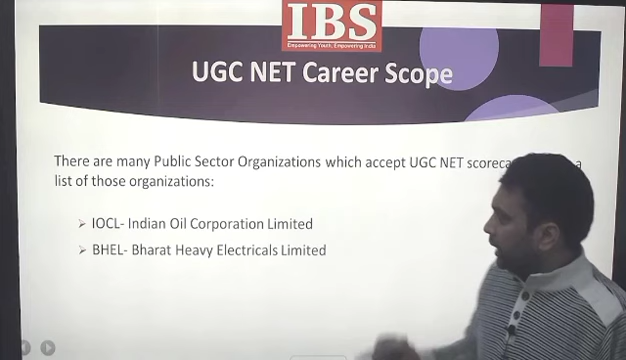 IBS
Empowering Youth, Empowering India
UGC NET Career Scope
There are many Public Sector Organizations which accept UGC NET a
list of those organizations:
IOCL- Indian Oil Corporation Limited
BHEL- Bharat Heavy Electricals Limited